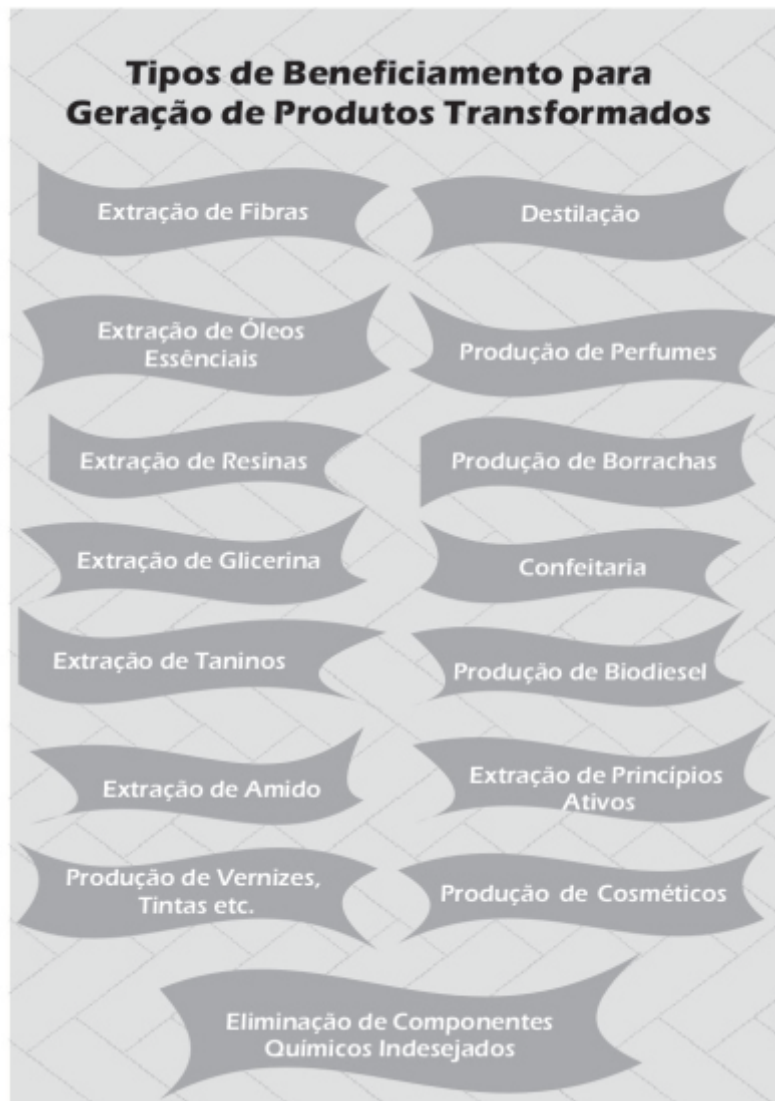 Tipos de Beneficiamento para
Geração de Produtos Transformados
Extração de Fibras
Destilação
Extração de Óleos
Essênciais
Produção de Perfumes
Extração de Resinas
Produção de Borrachas
Extração de Glicerina
Confeitaria
Extração de Taninos
Produção de Biodiesel
Extração de Amido
Extração de Princípios
Ativos
Produção de Vernizes,
Tintas etc.
Produção de Cosméticos
Eliminação de Componentes
Químicos Indesejados